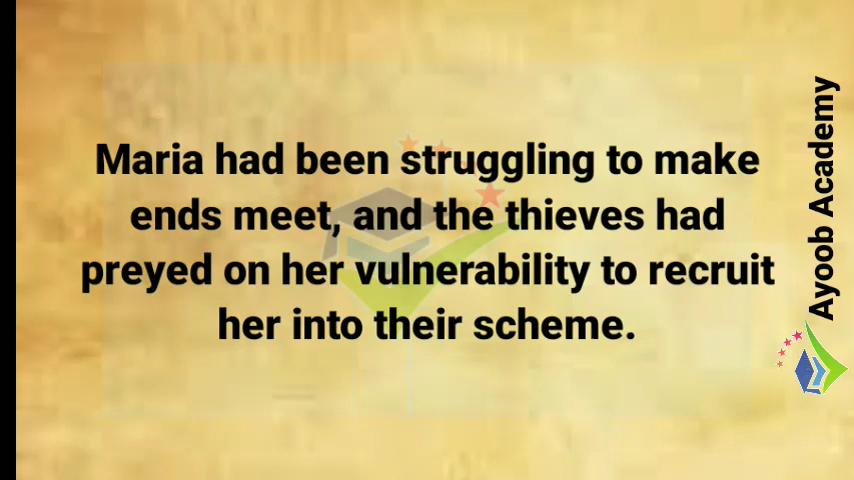 Maria had been struggling to make
ends meet, and the thieves had
preyed on her vulnerability to recruit
her into their scheme.
Ayoob Academy